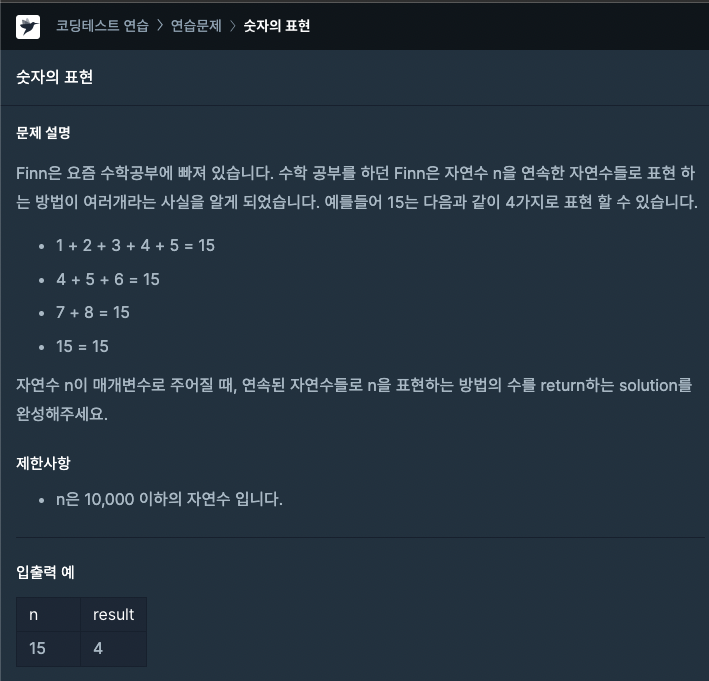 코딩테스트 연습 > 연습문제 > 숫자의 표현
숫자의 표현
문제 설명
Finn은 요즘 수학공부에 빠져 있습니다. 수학 공부를 하던 Finn은 자연수 n을 연속한 자연수들로 표현 하
는 방법이 여러개라는 사실을 알게 되었습니다. 예를들어 15는 다음과 같이 4가지로 표현 할 수 있습니다.
• 1 + 2 + 3 + 4 + 5 = 15
• 4 + 5 + 6 = 15
• 7 + 8 = 15
• 15 = 15
자연수 n이 매개변수로 주어질 때, 연속된 자연수들로 n을 표현하는 방법의 수를 return하는 solution를
완성해주세요.
제한사항
• n은 10,000 이하의 자연수 입니다.
입출력 예
n result
15 4